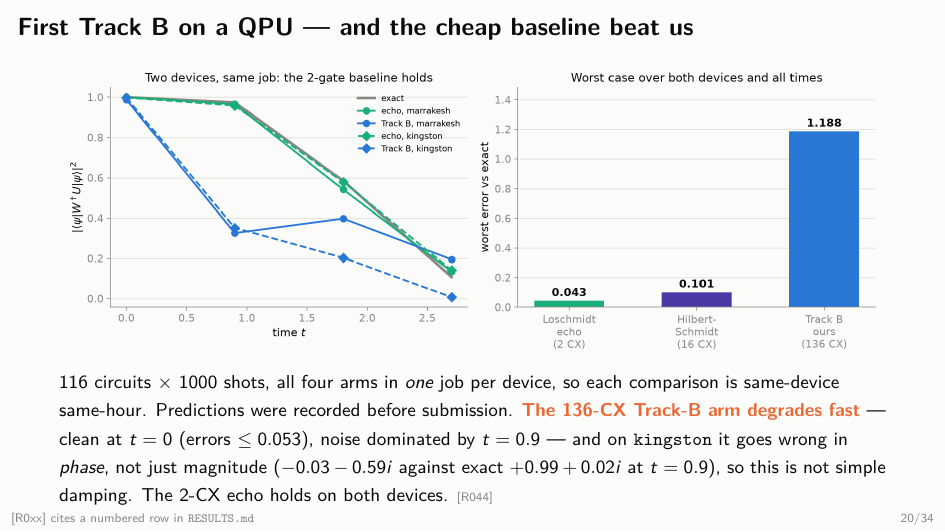 First Track B on a QPU — and the cheap baseline beat us
Two devices, same job: the 2-gate baseline holds
1.0
0.8
0.6
0.4
0.2
0.0
|⟨ψ|W†U|ψ⟩|²
0.0 0.5 1.0 1.5 2.0 2.5
time t
exact
echo, marrakesh
Track B, marrakesh
echo, kingston
Track B, kingston
Worst case over both devices and all times
1.4
1.2
1.0
0.8
0.6
0.4
0.2
0.0
worst error vs exact
0.043
0.101
1.188
Loschmidt
echo
(2 CX)
Hilbert-
Schmidt
(16 CX)
Track B
ours
(136 CX)
116 circuits × 1000 shots, all four arms in one job per device, so each comparison is same-device
same-hour. Predictions were recorded before submission. The 136-CX Track-B arm degrades fast —
clean at t = 0 (errors ≤ 0.053), noise dominated by t = 0.9 — and on kingston it goes wrong in
phase, not just magnitude (−0.03 − 0.59i against exact +0.99 + 0.02i at t = 0.9), so this is not simple
damping. The 2-CX echo holds on both devices. [R044]
[R0xx] cites a numbered row in RESULTS.md
20/34